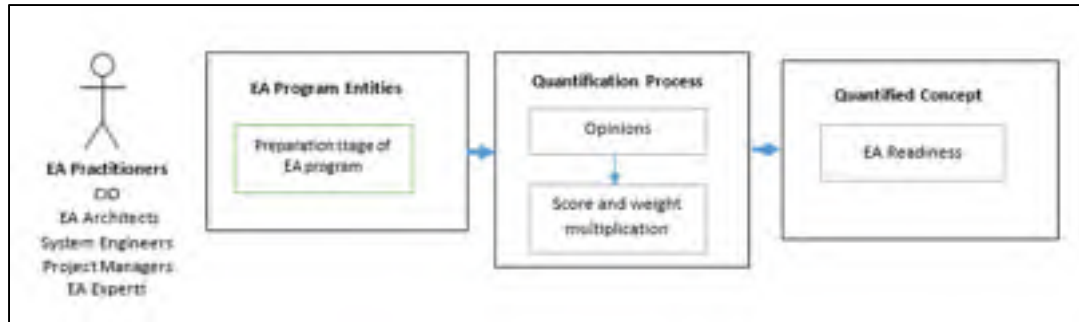 EA Practitioners
CIO
EA Architects
System Engineers
Project Managers
EA Experts
EA Program Entities
Preparation stage of
EA program
Quantification Process
Opinions
Score and weight
multiplication
Quantified Concept
EA Readiness